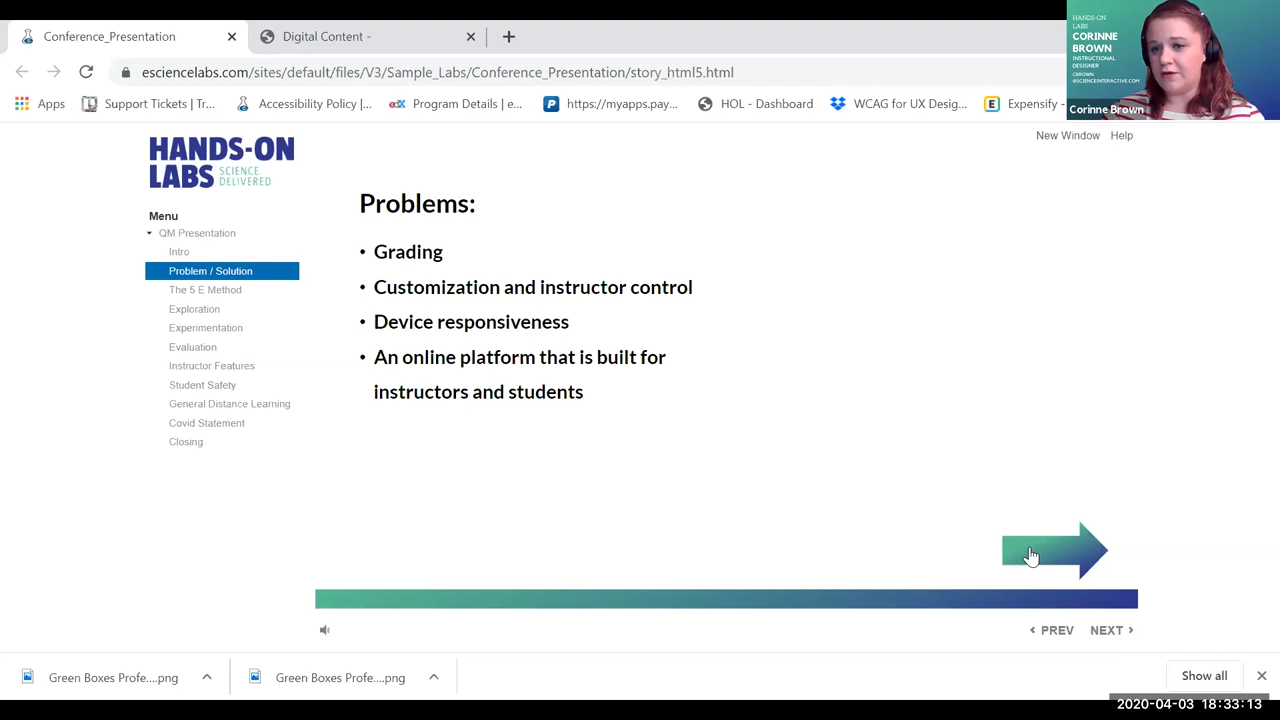 Conference_Presentation
Digital Content -
esciencelabs.com/sites/default/files/
ample_Labs/Conference_Presentation/story_html5.html
Apps
Support Tickets | Tr...
Accessibility Policy |...
Program Details | e...
https://myapps.pay...
HOL - Dashboard
WCAG for UX Desig...
Expensify -
HANDS-ON
LABS
CORINNE
BROWN
INSTRUCTIONAL
DESIGNER
CBROWN
@SCIENCEINTERACTIVE.COM
Corinne Brown
New Window
Help
HANDS-ON
LABS SCIENCE
DELIVERED
Menu
QM Presentation
Intro
Problem / Solution
The 5 E Method
Exploration
Experimentation
Evaluation
Instructor Features
Student Safety
General Distance Learning
Covid Statement
Closing
Problems:
• Grading
• Customization and instructor control
• Device responsiveness
• An online platform that is built for
instructors and students
PREV
NEXT
Green Boxes Profe....png
Green Boxes Profe....png
Show all
2020-04-03 18:33:13